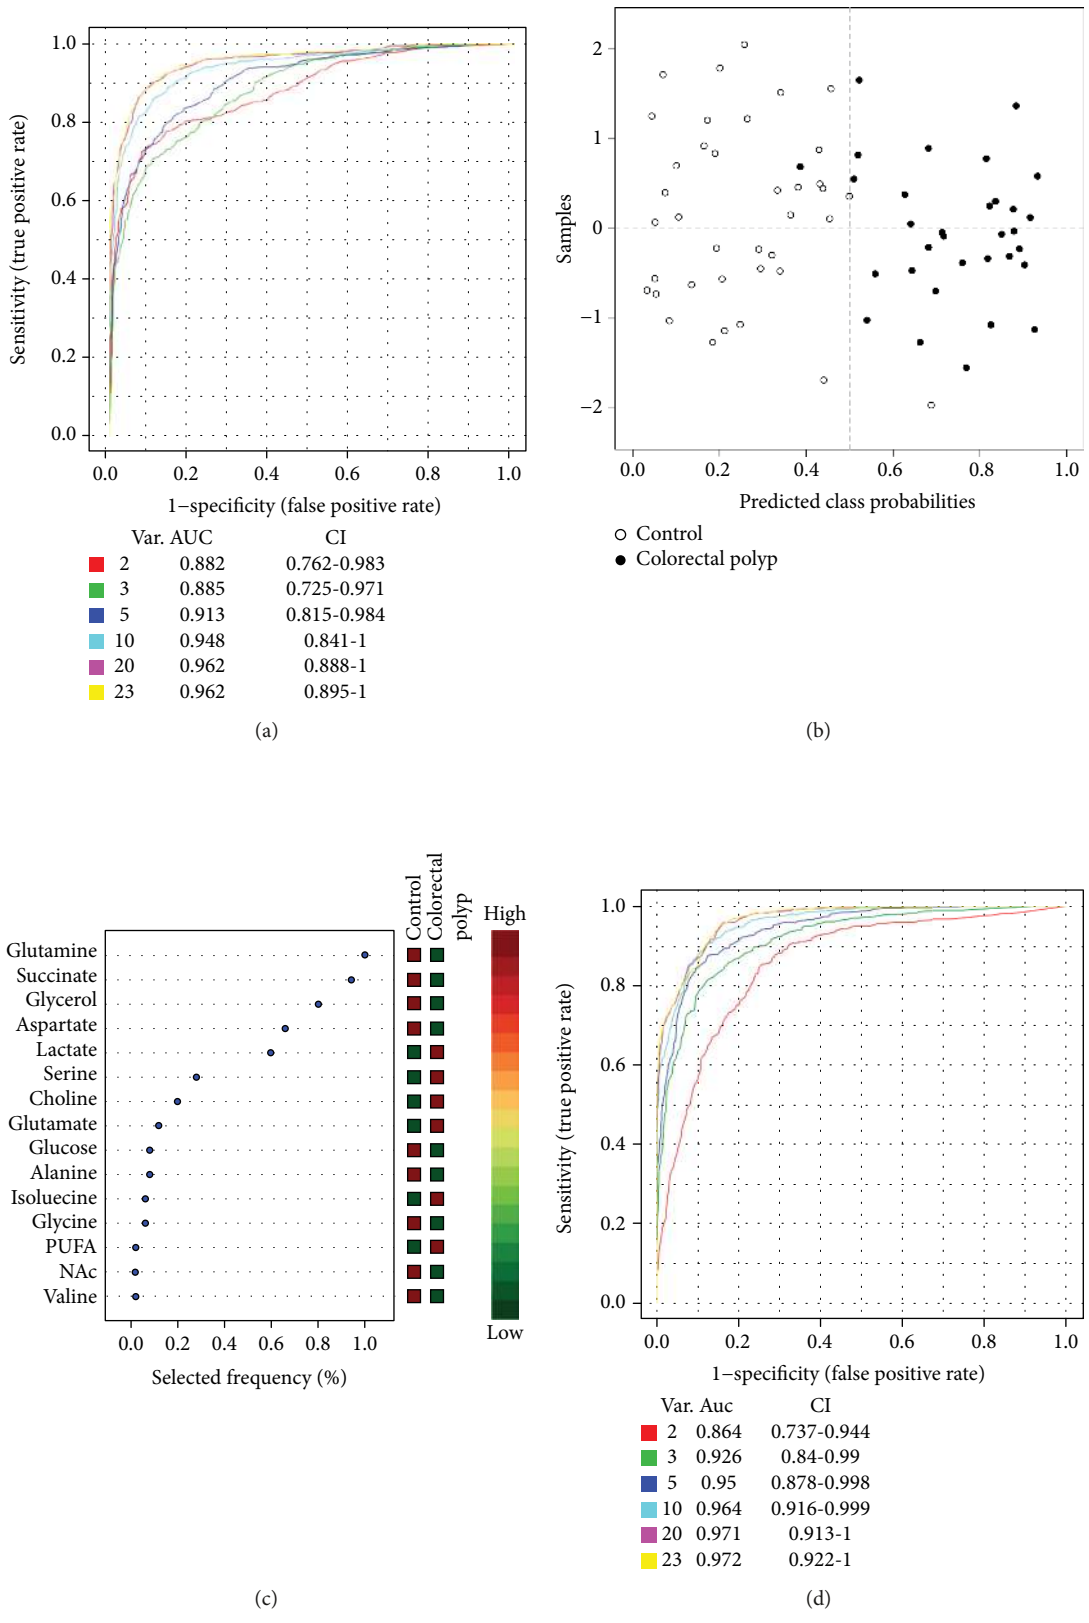 1.0
0.8
0.6
0.4
0.2
0.0
Sensitivity (true positive rate)
0.0 0.2 0.4 0.6 0.8 1.0
1−specificity (false positive rate)
Var. AUC CI
2 0.882 0.762-0.983
3 0.885 0.725-0.971
5 0.913 0.815-0.984
10 0.948 0.841-1
20 0.962 0.888-1
23 0.962 0.895-1
(a)
2
1
0
−1
−2
Samples
0.0 0.2 0.4 0.6 0.8 1.0
Predicted class probabilities
Control
Colorectal polyp
(b)
Control
Colorectal
polyp
High
Low
Glutamine
Succinate
Glycerol
Aspartate
Lactate
Serine
Choline
Glutamate
Glucose
Alanine
Isoluecine
Glycine
PUFA
NAc
Valine
0.0 0.2 0.4 0.6 0.8 1.0
Selected frequency (%)
(c)
1.0
0.8
0.6
0.4
0.2
0.0
Sensitivity (true positive rate)
0.0 0.2 0.4 0.6 0.8 1.0
1−specificity (false positive rate)
Var. Auc CI
2 0.864 0.737-0.944
3 0.926 0.84-0.99
5 0.95 0.878-0.998
10 0.964 0.916-0.999
20 0.971 0.913-1
23 0.972 0.922-1
(d)